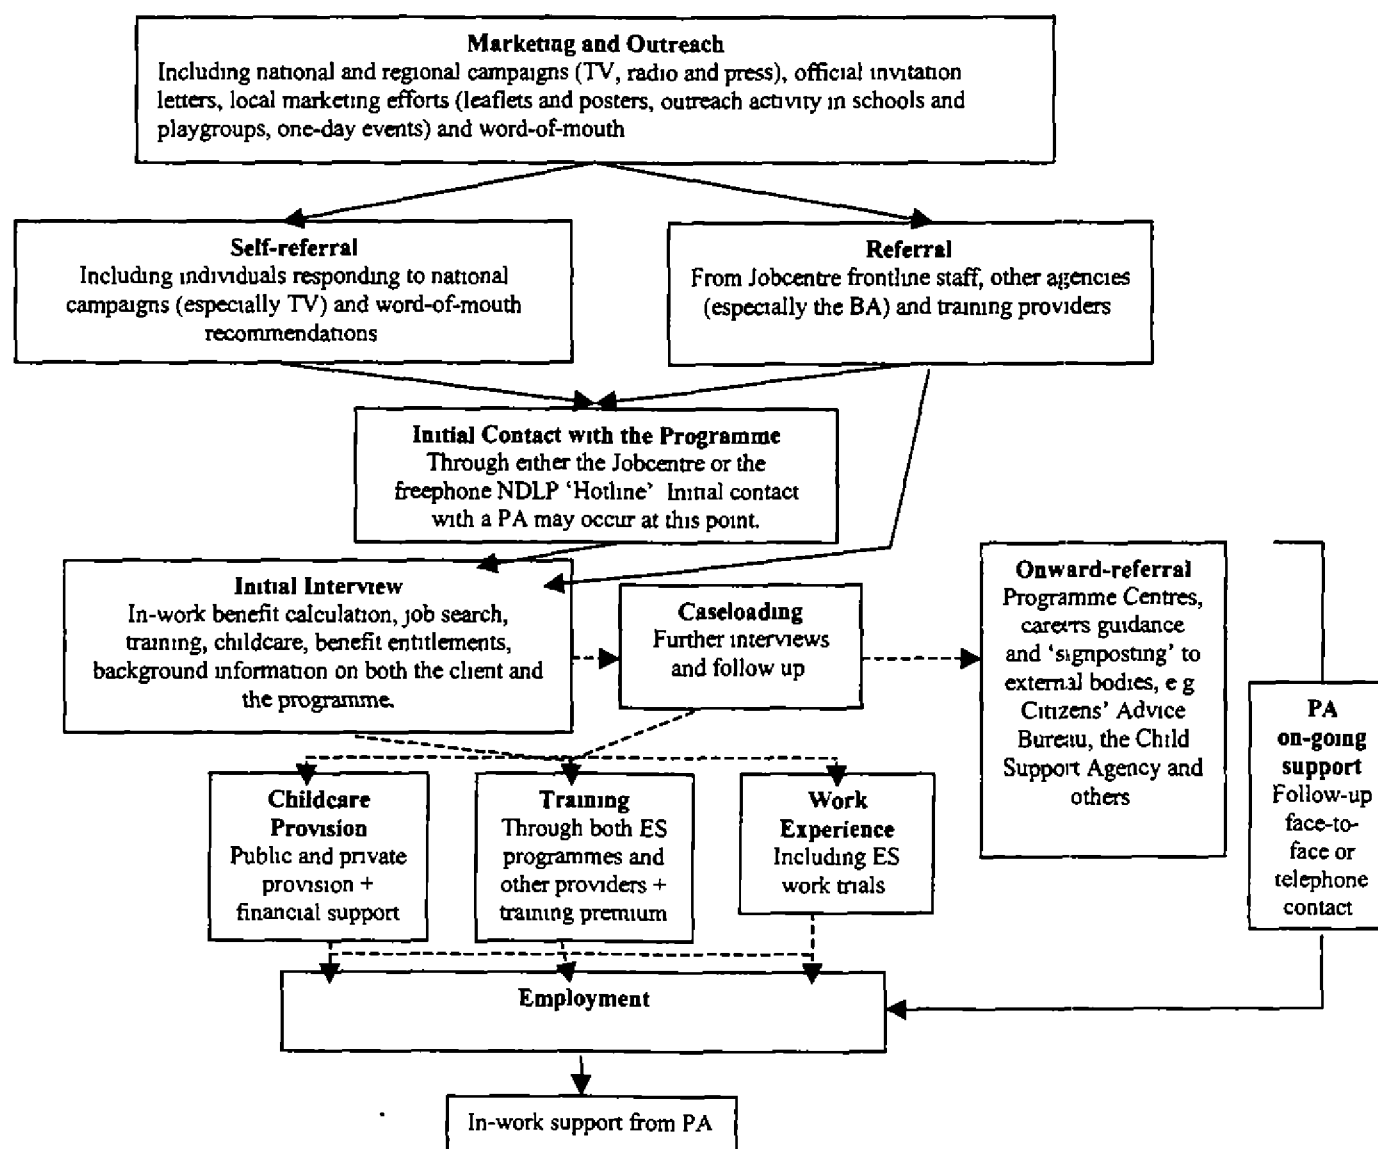 Marketing and Outreach
Including national and regional campaigns (TV, radio and press), official invitation
letters, local marketing efforts (leaflets and posters, outreach activity in schools and
playgroups, one-day events) and word-of-mouth
Self-referral
Including individuals responding to national
campaigns (especially TV) and word-of-mouth
recommendations
Referral
From Jobcentre frontline staff, other agencies
(especially the BA) and training providers
Initial Contact with the Programme
Through either the Jobcentre or the
freephone NDLP ‘Hotline’ Initial contact
with a PA may occur at this point.
Initial Interview
In-work benefit calculation, job search,
training, childcare, benefit entitlements,
background information on both the client and
the programme.
Caseloading
Further interviews
and follow up
Onward-referral
Programme Centres,
careers guidance
and ‘signposting’ to
external bodies, e g
Citizens’ Advice
Bureau, the Child
Support Agency and
others
PA
on-going
support
Follow-up
face-to-
face or
telephone
contact
Childcare
Provision
Public and private
provision +
financial support
Training
Through both ES
programmes and
other providers +
training premium
Work
Experience
Including ES
work trials
Employment
In-work support from PA